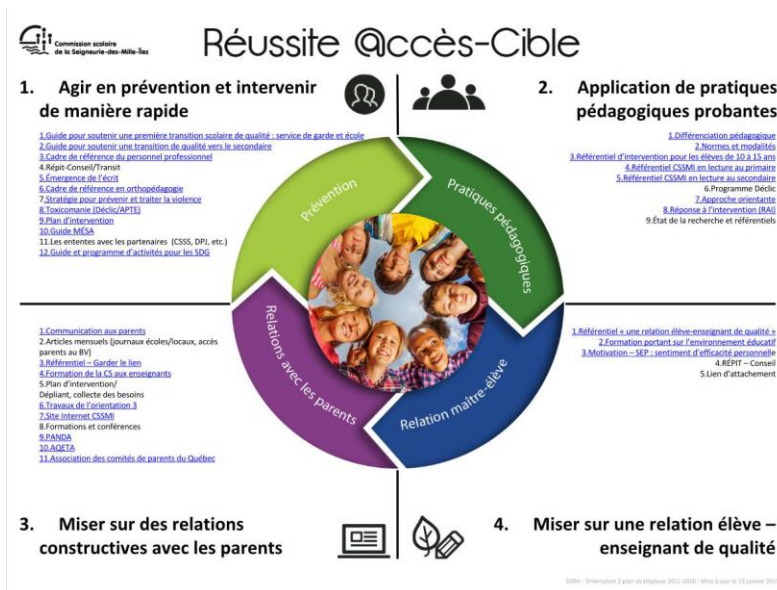 Commission scolaire
de la Seigneurie-des-Mille-Îles
Réussite @ccès-Cible
1. Agir en prévention et intervenir
de manière rapide
1.Guide pour soutenir une première transition scolaire de qualité : service de garde et école
2.Guide pour soutenir une transition de qualité vers le secondaire
3.Cadre de référence du personnel professionnel
4.Répit-Conseil/Transit
5.Émergence de l'écrit
6.Cadre de référence en orthopédagogie
7.Stratégie pour prévenir et traiter la violence
8.Toxicomanie (Déclic/APTE)
9.Plan d'intervention
10.Guide MÉSA
11.Les ententes avec les partenaires (CSSS, DPJ, etc.)
12.Guide et programme d'activités pour les SDG
2. Application de pratiques
pédagogiques probantes
1.Différenciation pédagogique
2.Normes et modalités
3.Référentiel d'intervention pour les élèves de 10 à 15 ans
4.Référentiel CSSMI en lecture au primaire
5.Référentiel CSSMI en lecture au secondaire
6.Programme Déclic
7.Approche orientante
8.Réponse à l'intervention (RAI)
9.État de la recherche et référentiels
Prévention
Pratiques pédagogiques
Relations avec les parents
Relation maître-élève
1.Communication aux parents
2.Articles mensuels (journaux écoles/locaux, accès
parents au BV)
3.Référentiel – Garder le lien
4.Formation de la CS aux enseignants
5.Plan d'intervention/
Dépliant, collecte des besoins
6.Travaux de l'orientation 3
7.Site Internet CSSMI
8.Formations et conférences
9.PANDA
10.AQETA
11.Association des comités de parents du Québec
1.Référentiel « une relation élève-enseignant de qualité »
2.Formation portant sur l'environnement éducatif
3.Motivation – SEP : sentiment d'efficacité personnelle
4.RÉPIT – Conseil
5.Lien d'attachement
3. Miser sur des relations
constructives avec les parents
4. Miser sur une relation élève –
enseignant de qualité
Orientation 2 plan stratégique 2011-2016 - Mise à jour le 13 janvier